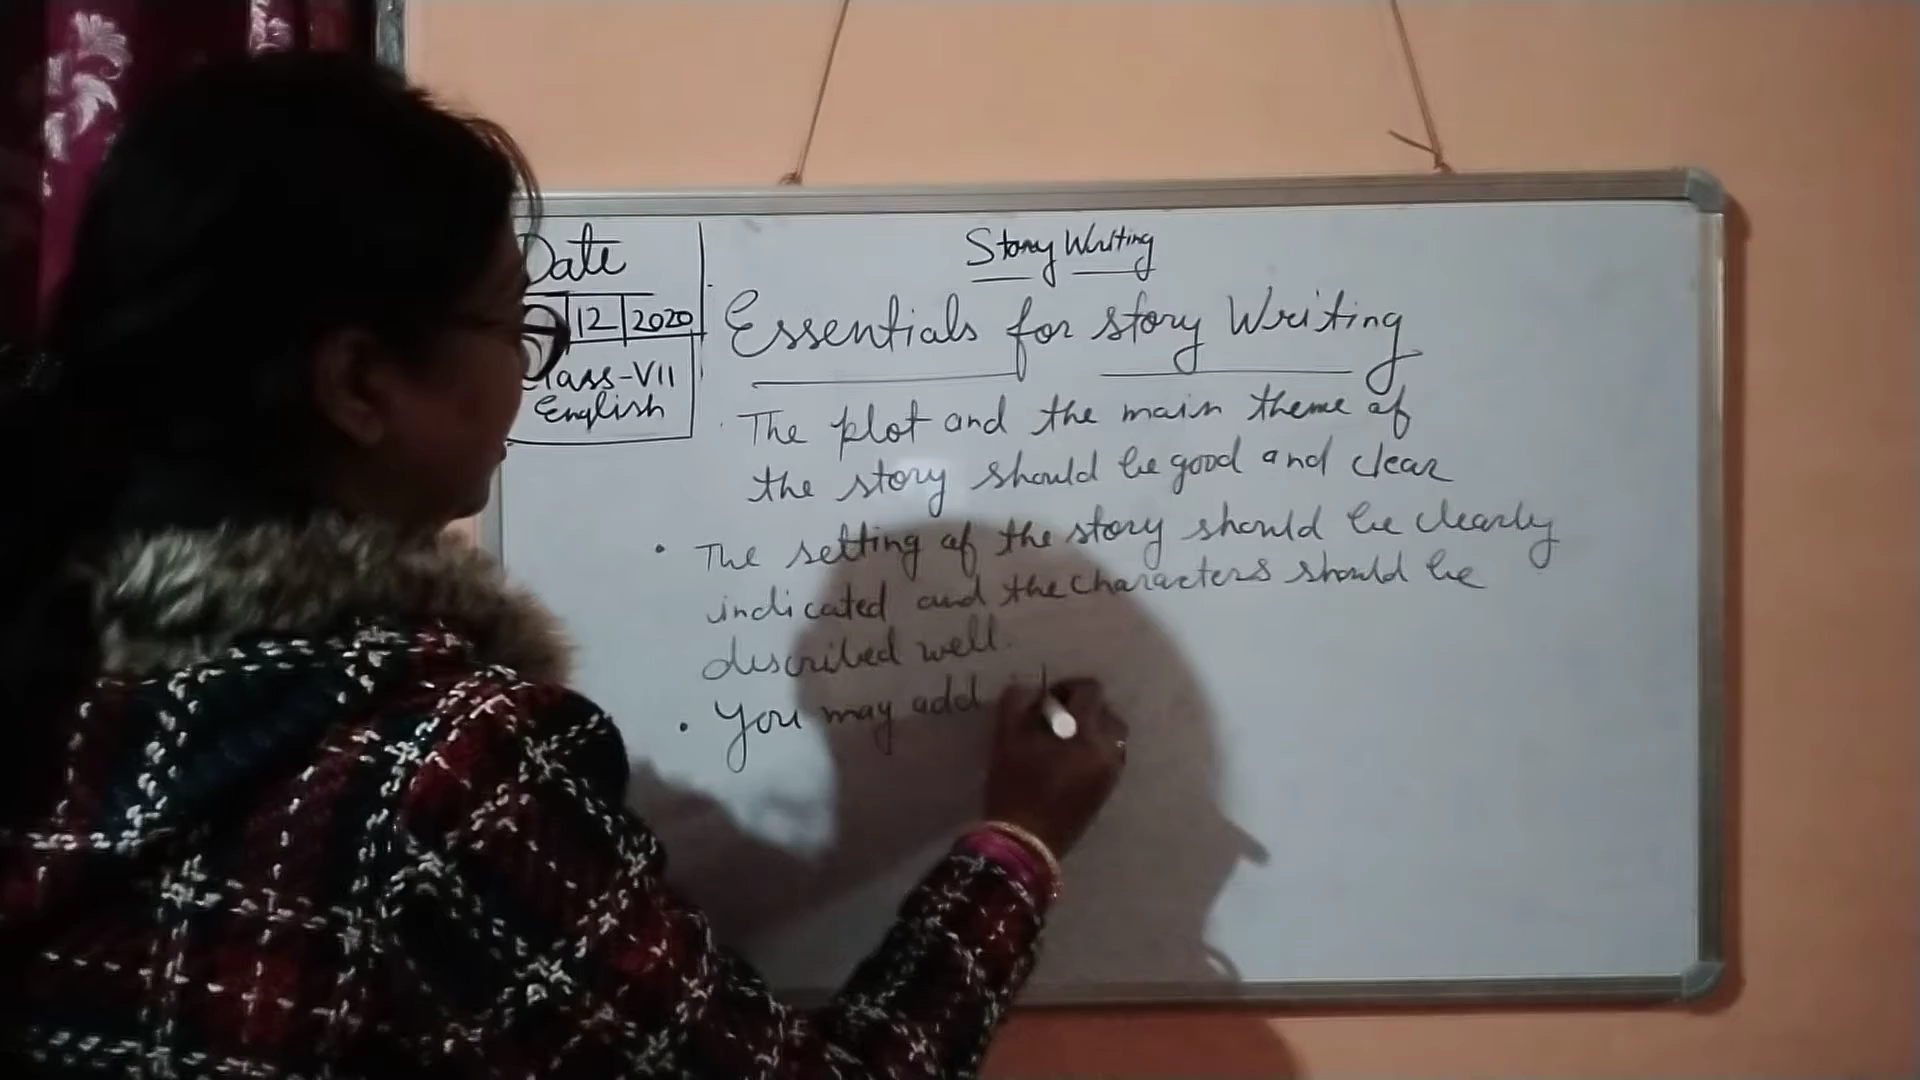 Date
12 2020
Class-VII
English
Story Writing
Essentials for story Writing
The plot and the main theme of
the story should be good and clear
• The setting of the story should be clearly
indicated and the characters should be
described well.
• You may add